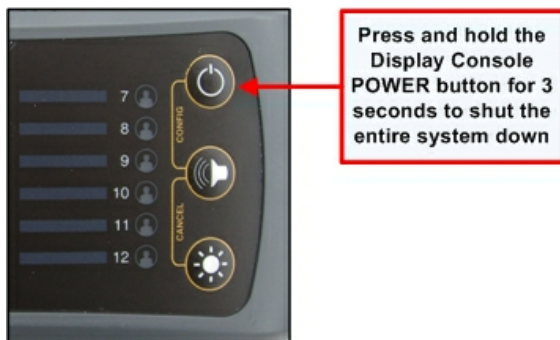 7
8
9
10
11
12
CONFIG
CANCEL
Press and hold the
Display Console
POWER button for 3
seconds to shut the
entire system down